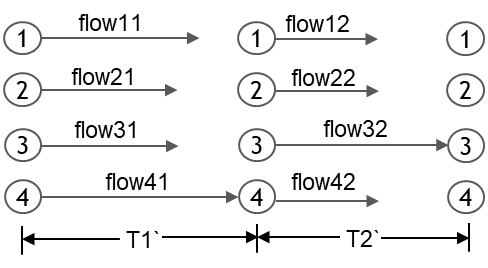 flow11 flow12
1 1 1
flow21 flow22
2 2 2
flow31 flow32
3 3 3
flow41 flow42
4 4 4
T1` T2`